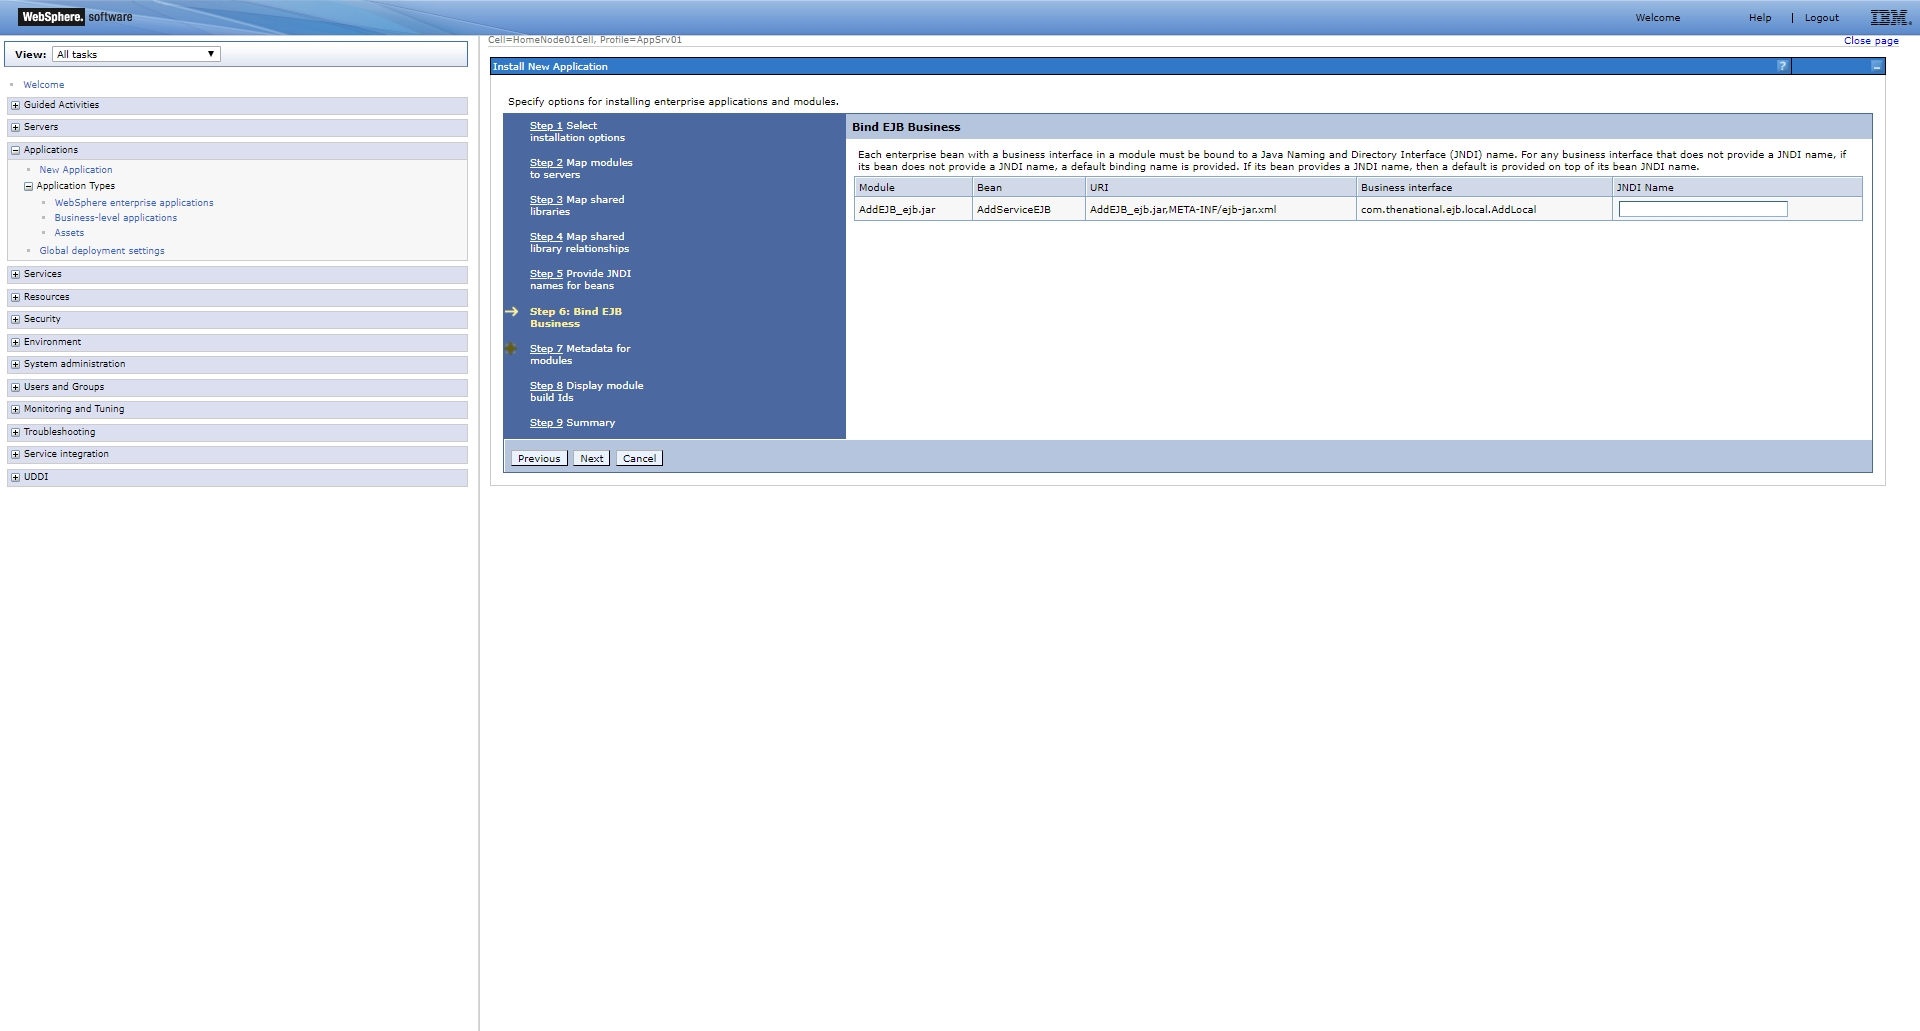 WebSphere. software
Welcome Help | Logout IBM.
View: All tasks
Cell=HomeNode01Cell, Profile=AppSrv01
Close page
Welcome
Guided Activities
Servers
Applications
New Application
Application Types
WebSphere enterprise applications
Business-level applications
Assets
Global deployment settings
Services
Resources
Security
Environment
System administration
Users and Groups
Monitoring and Tuning
Troubleshooting
Service integration
UDDI
Install New Application
?
Specify options for installing enterprise applications and modules.
Step 1 Select
installation options
Step 2 Map modules
to servers
Step 3 Map shared
libraries
Step 4 Map shared
library relationships
Step 5 Provide JNDI
names for beans
Step 6: Bind EJB
Business
Step 7 Metadata for
modules
Step 8 Display module
build Ids
Step 9 Summary
Bind EJB Business
Each enterprise bean with a business interface in a module must be bound to a Java Naming and Directory Interface (JNDI) name. For any business interface that does not provide a JNDI name, if
its bean does not provide a JNDI name, a default binding name is provided. If its bean provides a JNDI name, then a default is provided on top of its bean JNDI name.
Module Bean URI Business interface JNDI Name
AddEJB_ejb.jar AddServiceEJB AddEJB_ejb.jar,META-INF/ejb-jar.xml com.thenational.ejb.local.AddLocal
Previous Next Cancel